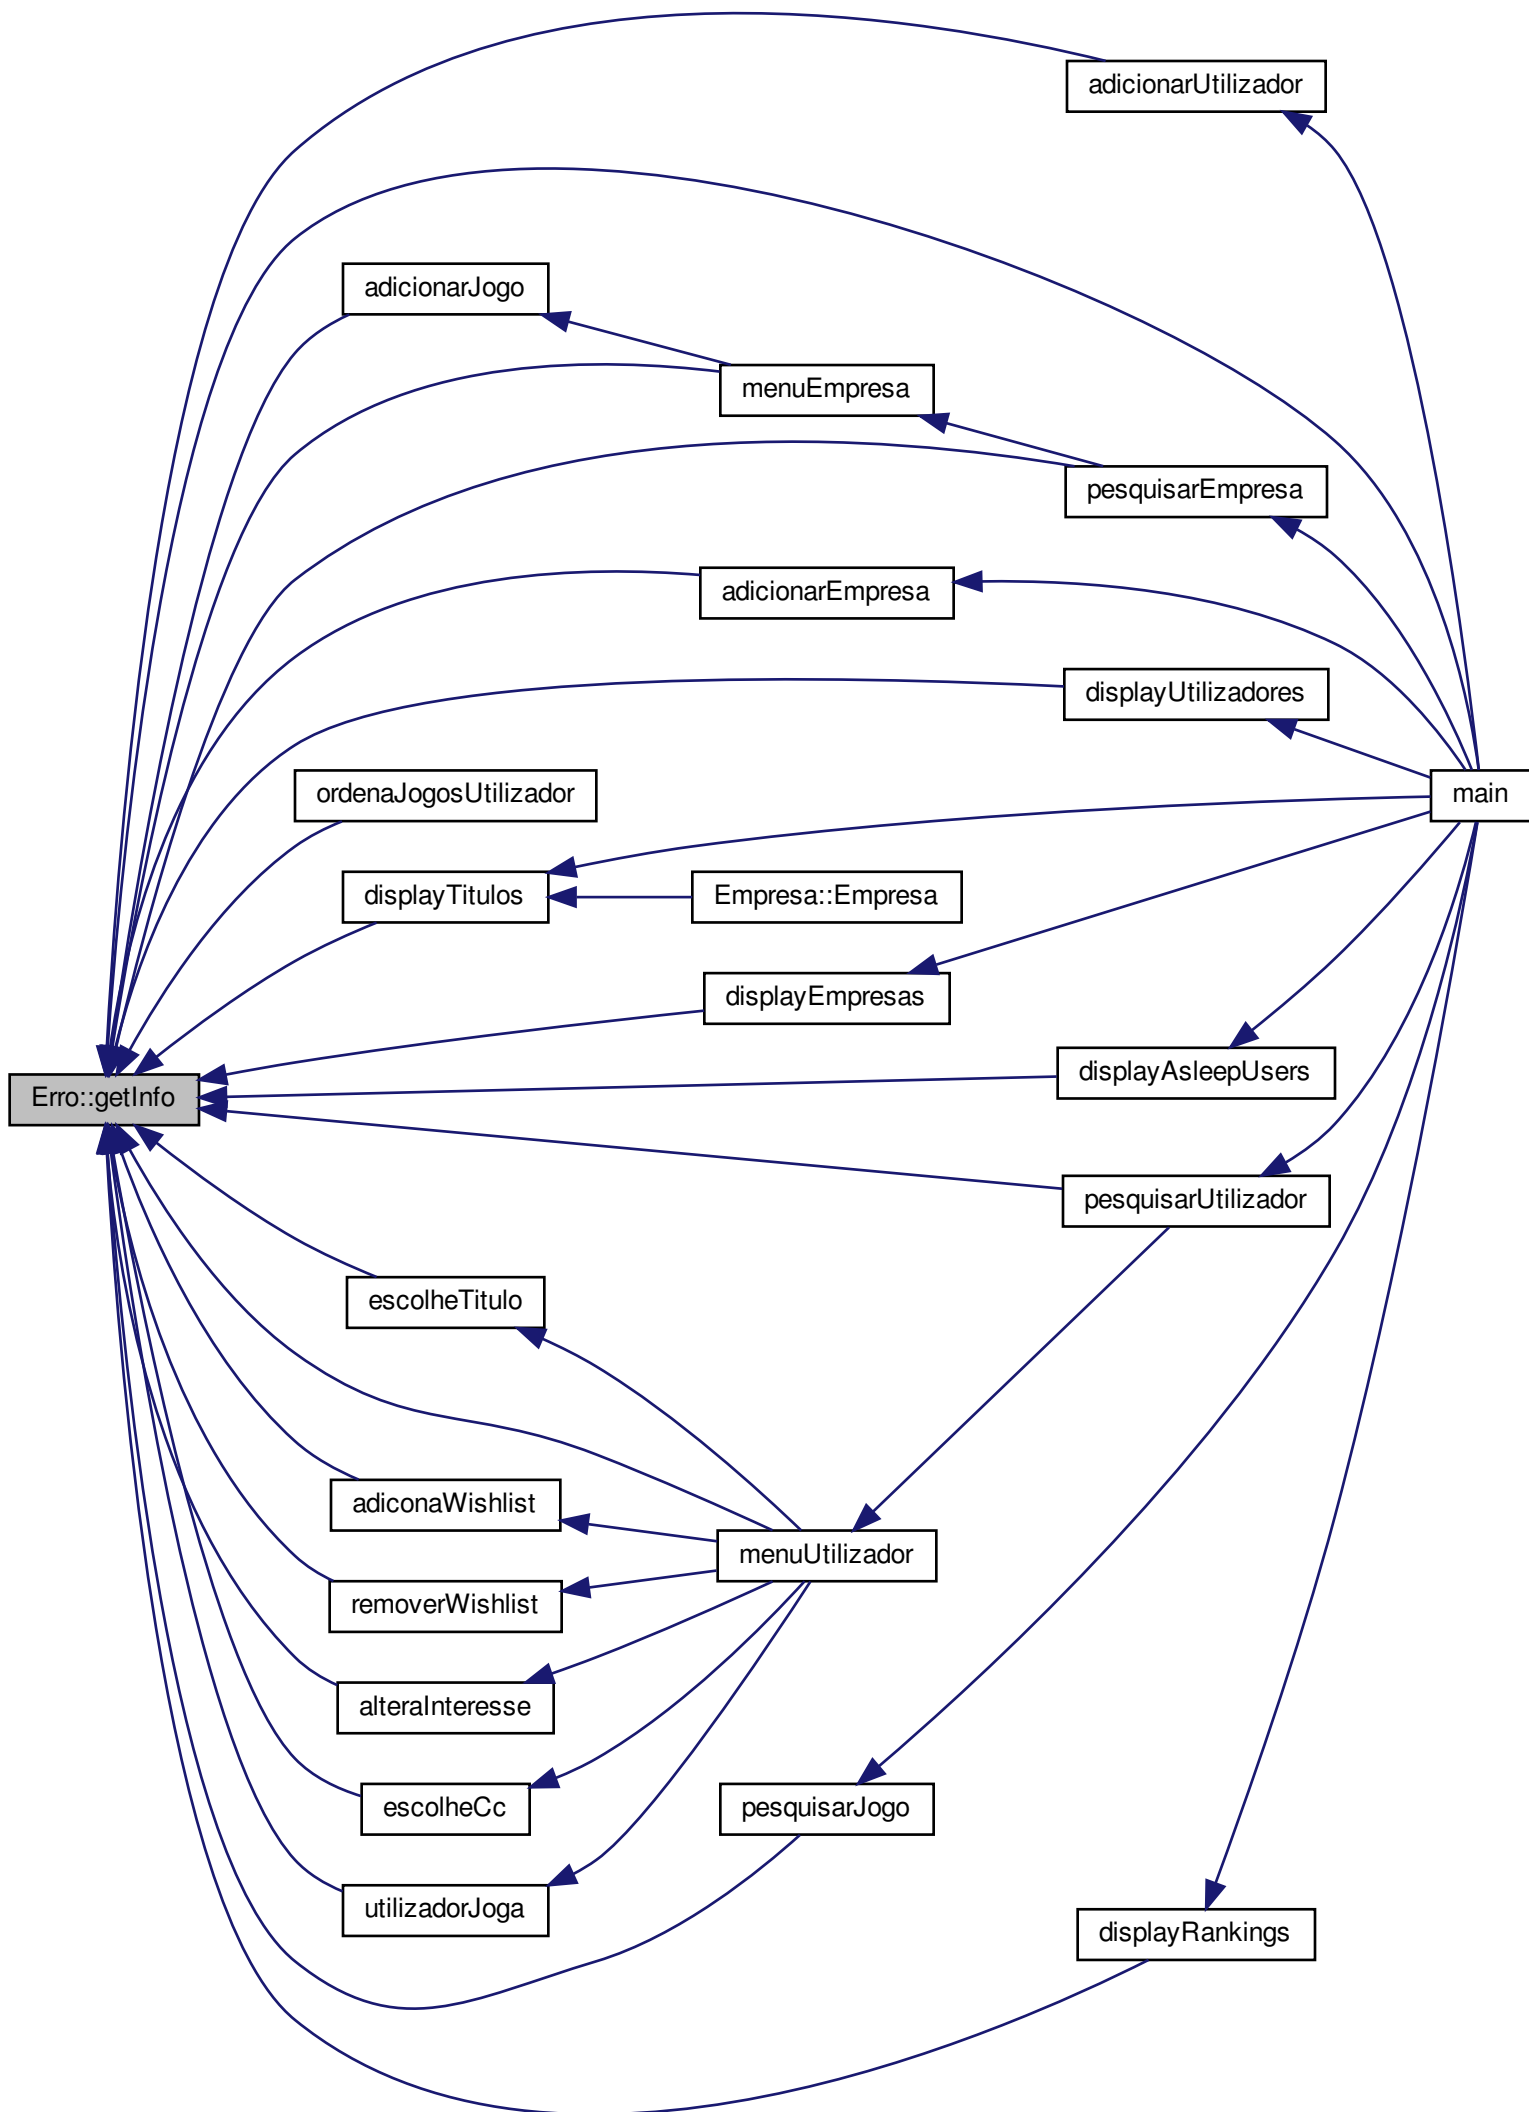 adicionarUtilizador
adicionarJogo
menuEmpresa
pesquisarEmpresa
adicionarEmpresa
displayUtilizadores
ordenaJogosUtilizador
main
displayTitulos
Empresa::Empresa
displayEmpresas
displayAsleepUsers
Erro::getInfo
pesquisarUtilizador
escolheTitulo
adiconaWishlist
menuUtilizador
removerWishlist
alteraInteresse
escolheCc
pesquisarJogo
utilizadorJoga
displayRankings